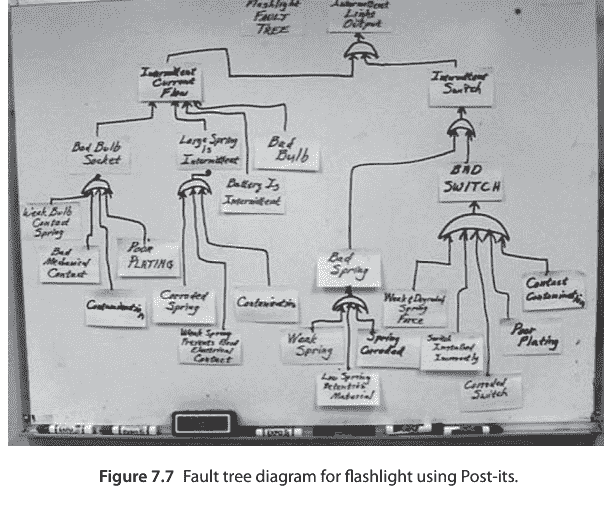 Flashlight
FAULT
TREE
Intermittent
Light
Output
Intermittent
Current
Flow
Intermittent
Switch
Bad Bulb
Socket
Large Spring
Is
Intermittent
Bad
Bulb
Battery Is
Intermittent
BAD
SWITCH
Weak Bulb
Contact
Spring
Bad
Mechanical
Contact
Poor
PLATING
Contamination
Corroded
Spring
Weak Spring
Prevents Good
Electrical
Contact
Contamination
Bad
Spring
Weak
Spring
Spring
Corroded
Low Spring
Material
Weak Degraded
Spring
Force
Switch
Installed
Incorrectly
Corroded
Switch
Poor
Plating
Contact
Contamination
Figure 7.7 Fault tree diagram for flashlight using Post-its.